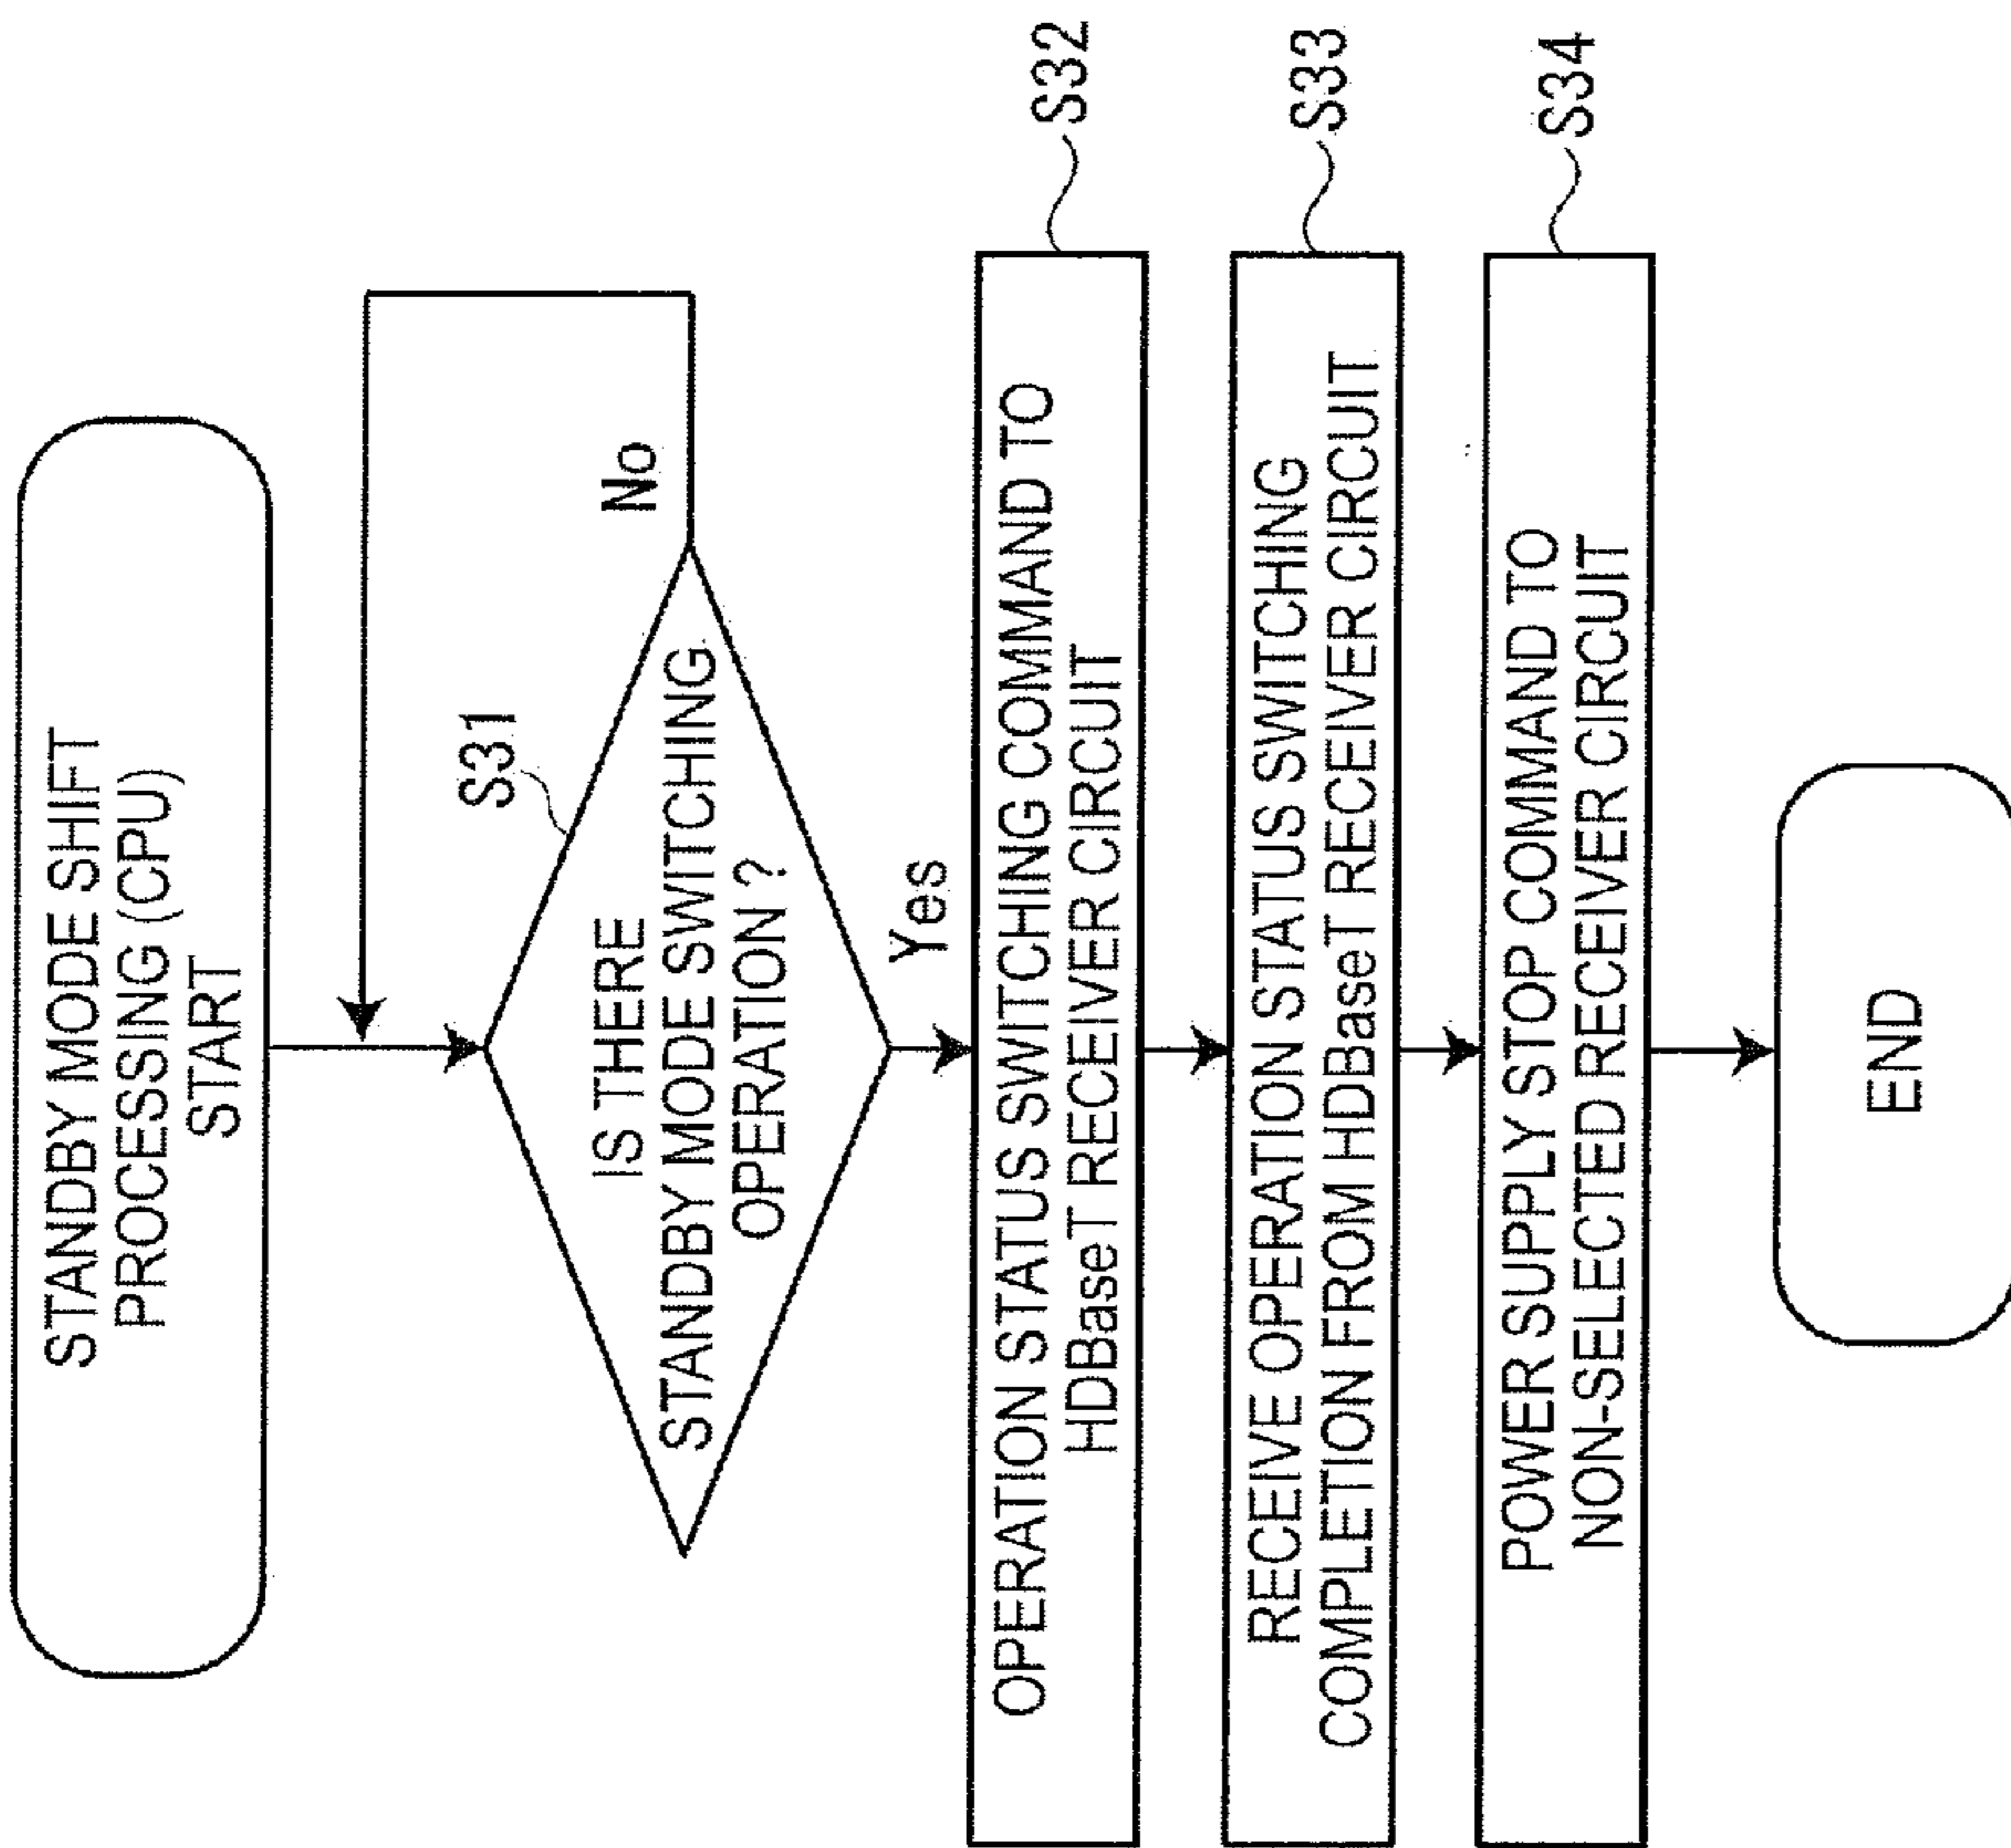 STANDBY MODE SHIFT
PROCESSING (CPU)
START
S31
IS THERE
STANDBY MODE SWITCHING
OPERATION ?
No
Yes
OPERATION STATUS SWITCHING COMMAND TO
HDBaseT RECEIVER CIRCUIT
S32
RECEIVE OPERATION STATUS SWITCHING
COMPLETION FROM HDBaseT RECEIVER CIRCUIT
S33
POWER SUPPLY STOP COMMAND TO
NON-SELECTED RECEIVER CIRCUIT
S34
END